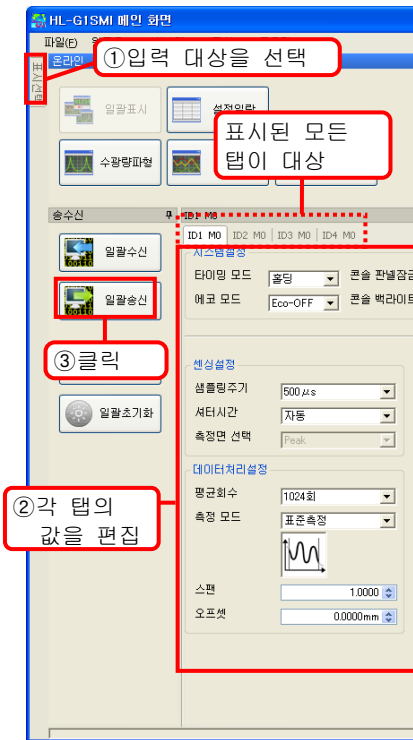 HL-G1SMI 메인 화면
파일(F)
온라인
①입력 대상을 선택
표시선택
일괄표시
설정일람
표시된 모든
탭이 대상
수광량파형
송수신
ID1 M0
ID1 M0 ID2 M0 ID3 M0 ID4 M0
일괄수신
시스템설정
타이밍 모드 홀딩 콘솔 판넬잠금
일괄송신
에코 모드 Eco-OFF 콘솔 백라이트
③클릭
센싱설정
샘플링주기 500μs
셔터시간 자동
일괄초기화
측정면 선택 Peak
데이터처리설정
평균회수 1024회
②각 탭의
값을 편집
측정 모드 표준측정
스팬 1.0000
오프셋 0.0000mm